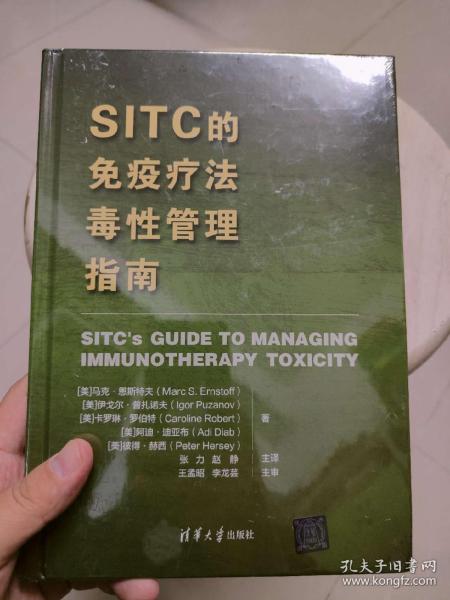 SITC的
免疫疗法
毒性管理
指南
SITC's GUIDE TO MANAGING
IMMUNOTHERAPY TOXICITY
[美]马克·恩斯特夫(Marc S. Ernstoff)
[美]伊戈尔·普扎诺夫(Igor Puzanov)
[美]卡罗琳·罗伯特(Caroline Robert) 著
[美]阿迪·迪亚布(Adi Diab)
[美]彼得·赫西(Peter Hersey)
张力 赵静 主译
王孟昭 李龙芸 主审
清华大学出版社
孔夫子旧书网
www.kongfz.com